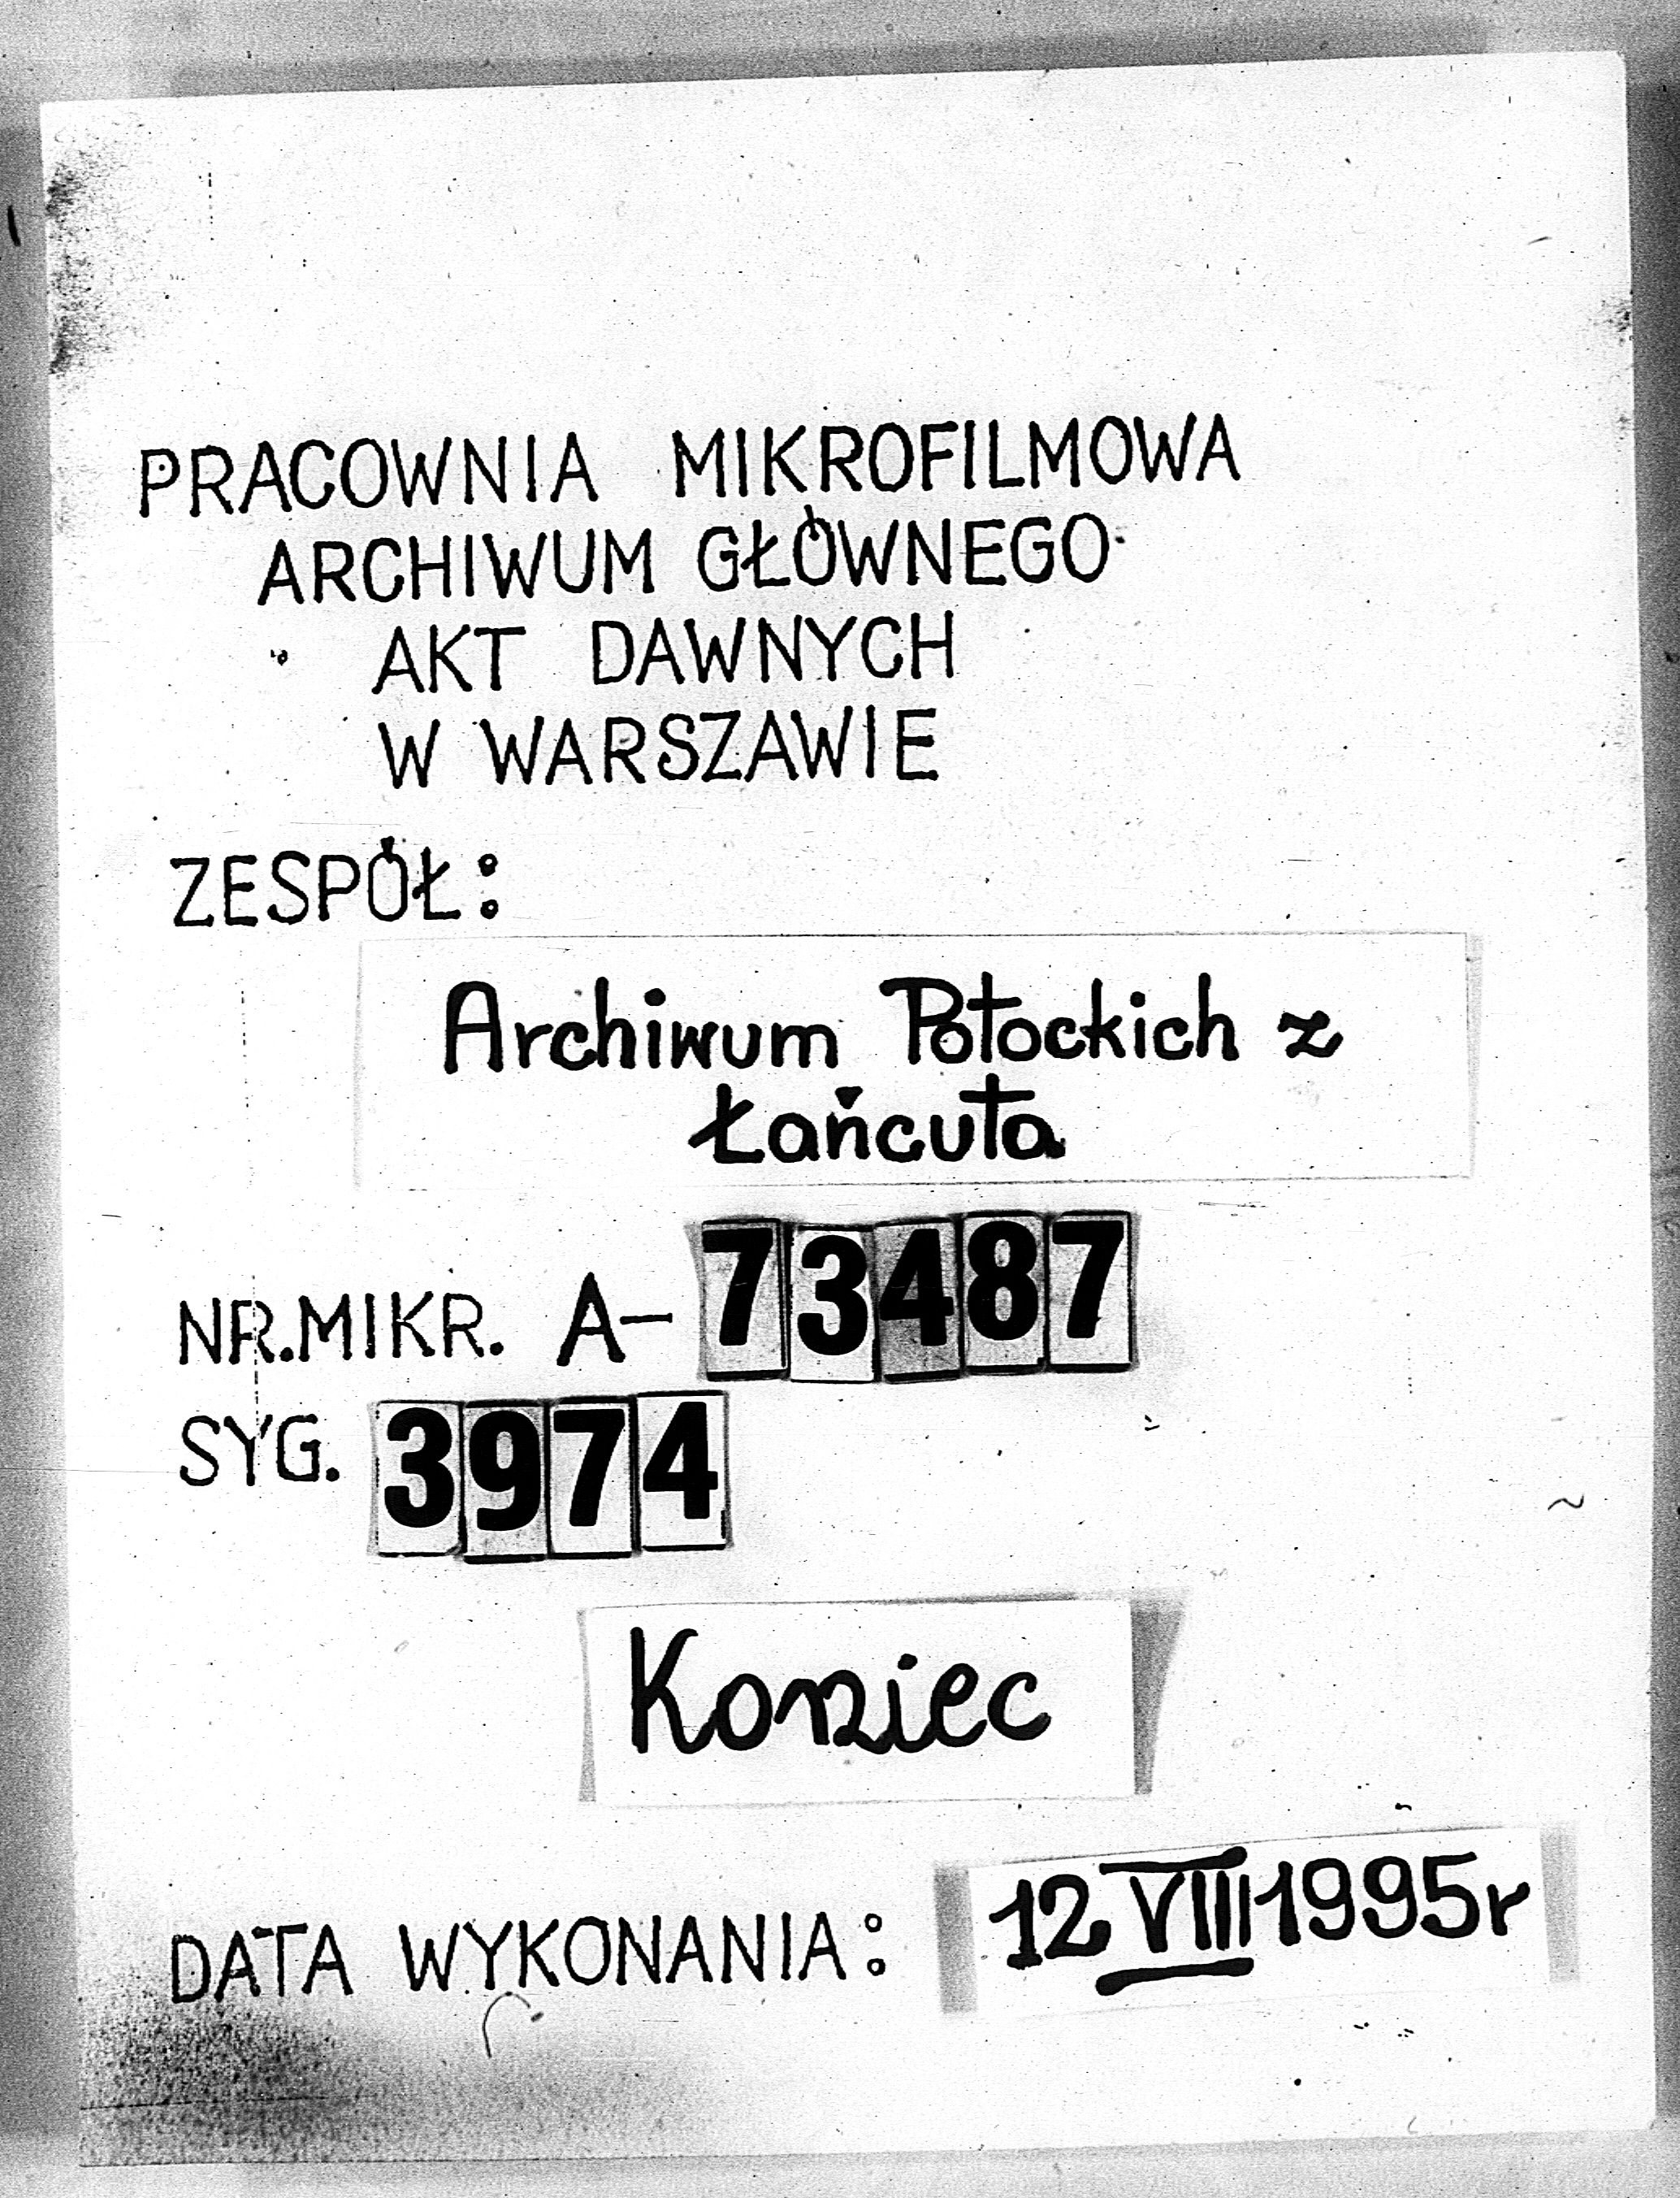 PRACOWNIA MIKROFILMOWA
ARCHIWUM GŁÓWNEGO
AKT DAWNYCH
W WARSZAWIE
ZESPÓŁ:
Archiwum Potockich z
Łańcuta
NR.MIKR. A-73487
SYG. 3974
Koniec
DATA WYKONANIA: 12 VIII 1995r